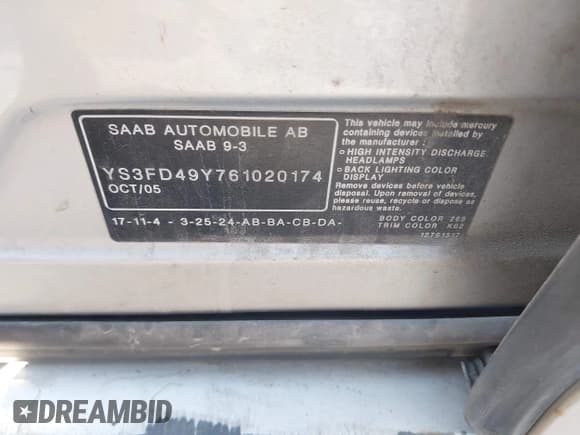 SAAB AUTOMOBILE AB
SAAB 9-3
YS3FD49Y761020174
OCT/05
17-11-4 - 3-25-24-AB-BA-CB-DA-
This vehicle may include mercury
containing devices installed by
the manufacturer:
o HIGH INTENSITY DISCHARGE
HEADLAMPS
o BACK LIGHTING COLOR
DISPLAY
Remove devices before vehicle
disposal. Upon removal of devices,
please reuse, recycle or dispose as
hazardous waste.
BODY COLOR 265
TRIM COLOR K02
DREAMBID